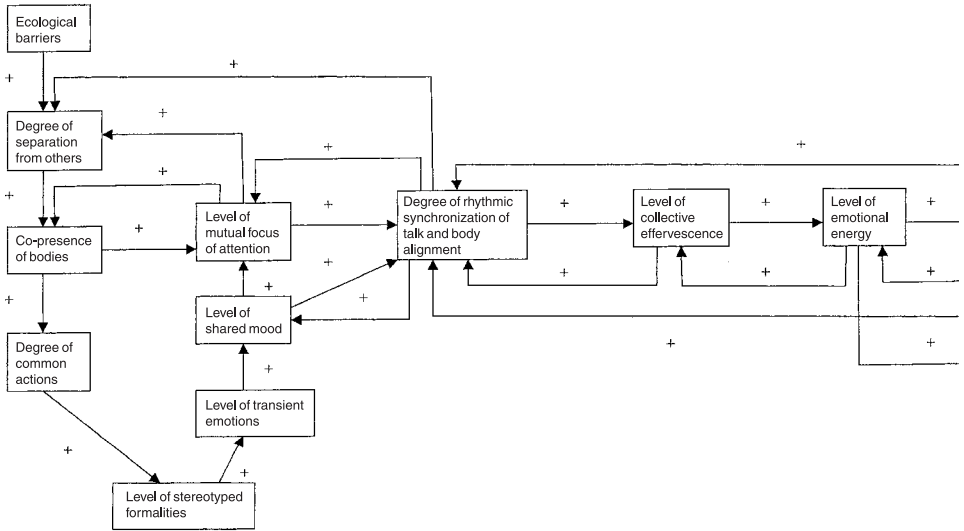 Ecological
barriers
+
+
Degree of
separation
from others
+
+
+
+
+
Degree of rhythmic
synchronization of
talk and body
alignment
Level of
collective
effervescence
Level of
emotional
energy
Level of
mutual focus
of attention
+
+
+
+
Co-presence
of bodies
+
+
+
+
+
+
+
Level of
shared mood
Degree of
common
actions
+
+
+
Level of transient
emotions
+
+
Level of stereotyped
formalities